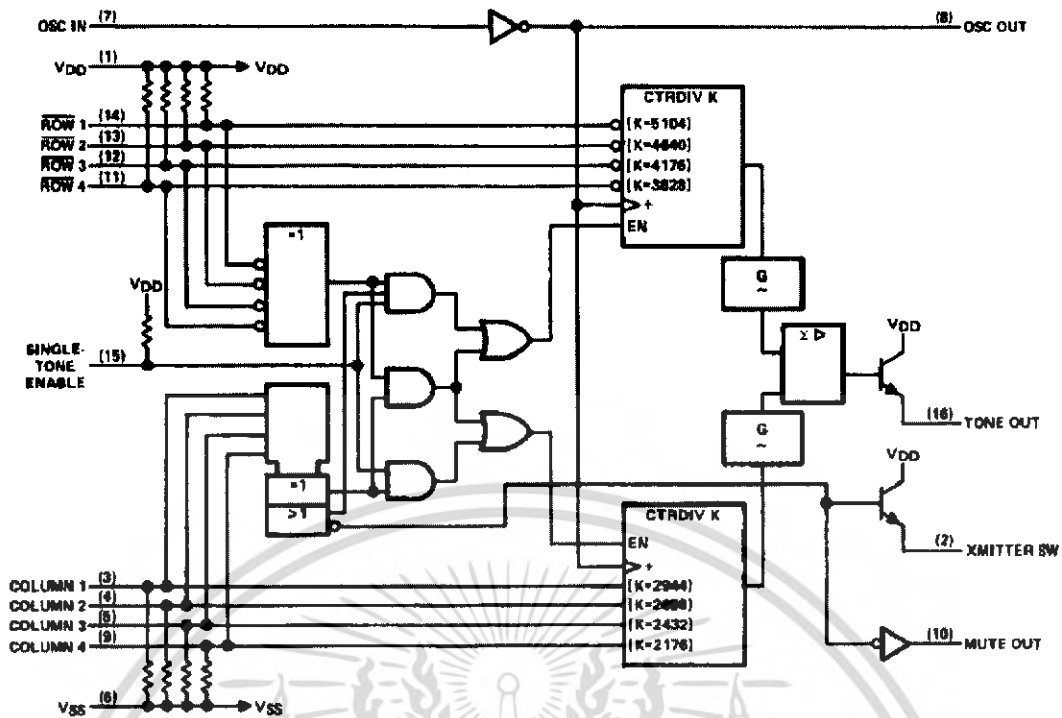 OSC IN (7) (8) OSC OUT
VDD (1) VDD
ROW 1 (14)
ROW 2 (13)
ROW 3 (12)
ROW 4 (11)
CTRDIV K
[K=5104]
[K=4640]
[K=4176]
[K=3828]
+
EN
=1
VDD
SINGLE-
TONE
ENABLE
(15)
G
~
Σ ▷
VDD
(16) TONE OUT
G
~
=1
>1
VDD
(2) XMITTER SW
CTRDIV K
EN
+
[K=2944]
[K=2432]
[K=2176]
COLUMN 1 (3)
COLUMN 2 (4)
COLUMN 3 (5)
COLUMN 4 (9)
(10) MUTE OUT
VSS (6) VSS